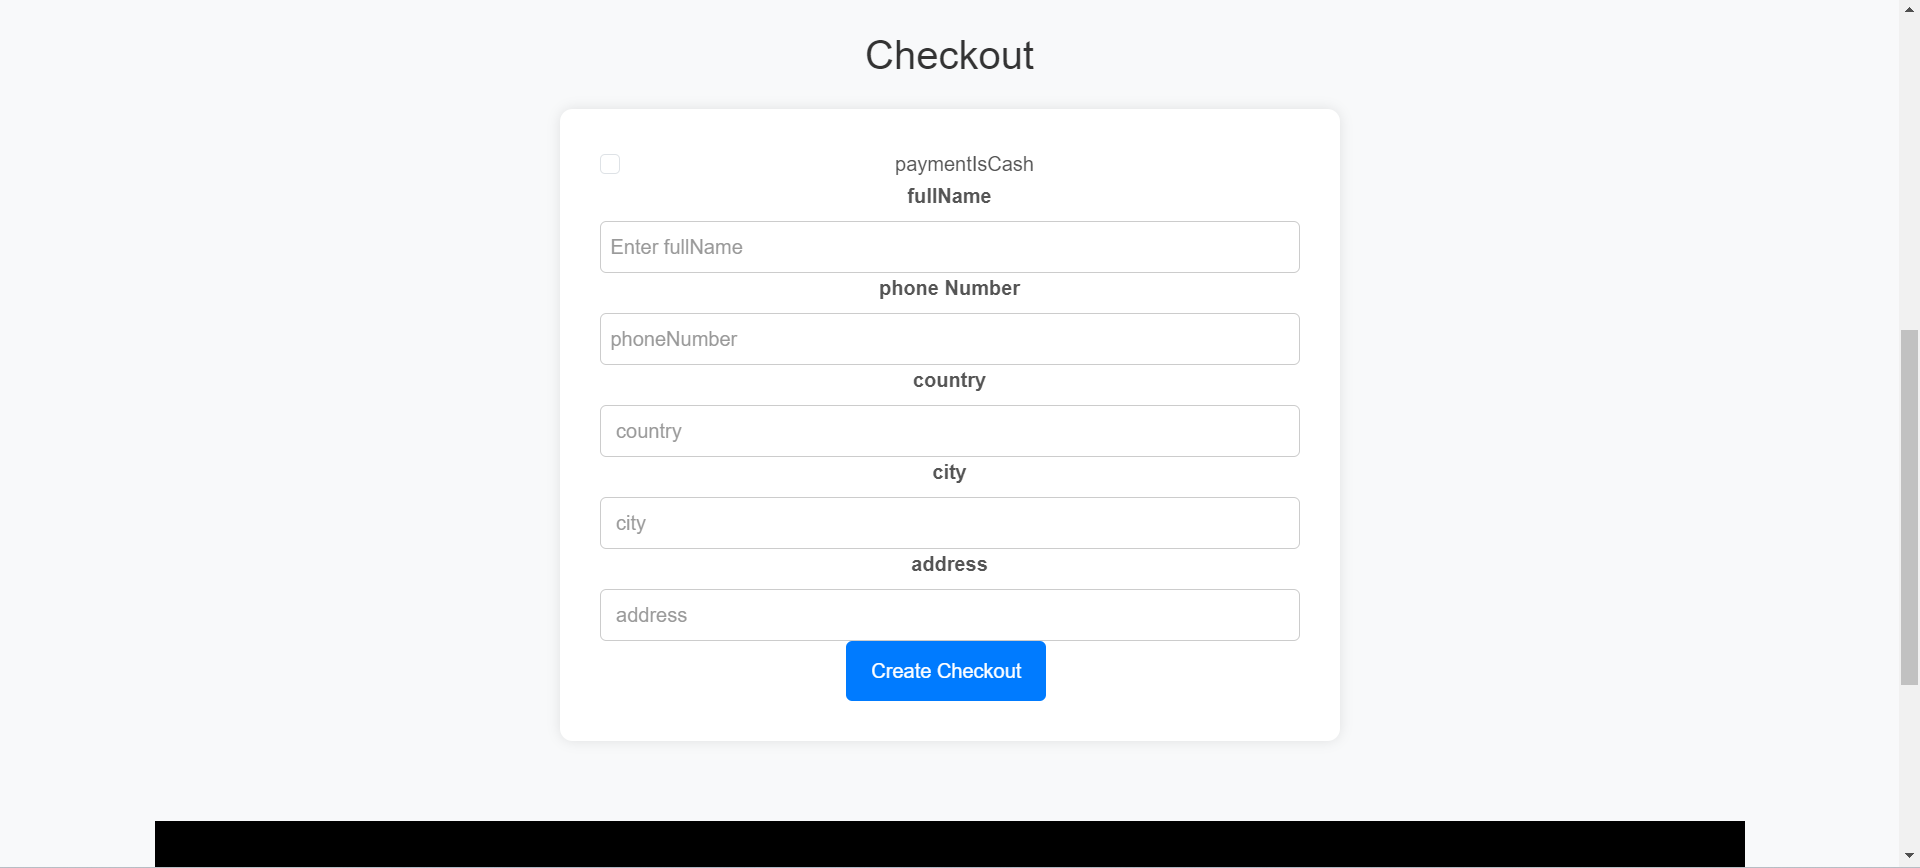 Checkout
paymentIsCash
fullName
Enter fullName
phone Number
phoneNumber
country
country
city
city
address
address
Create Checkout